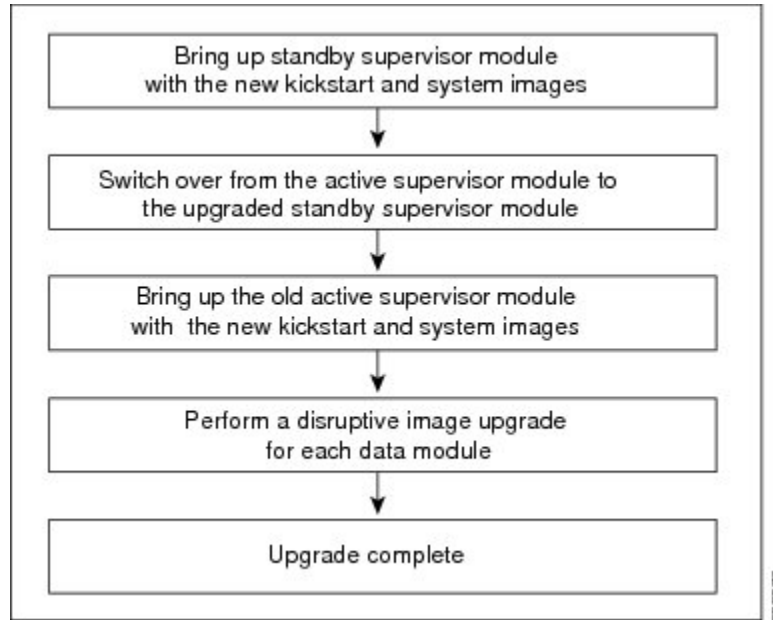 Bring up standby supervisor module
with the new kickstart and system images
Switch over from the active supervisor module to
the upgraded standby supervisor module
Bring up the old active supervisor module
with the new kickstart and system images
Perform a disruptive image upgrade
for each data module
Upgrade complete